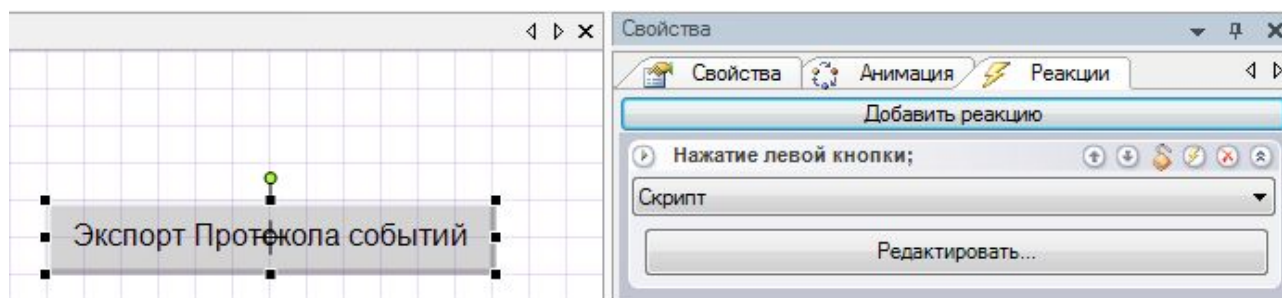 Свойства
Свойства Анимация Реакции
Добавить реакцию
Нажатие левой кнопки;
Скрипт
Экспорт Протокола событий
Редактировать...